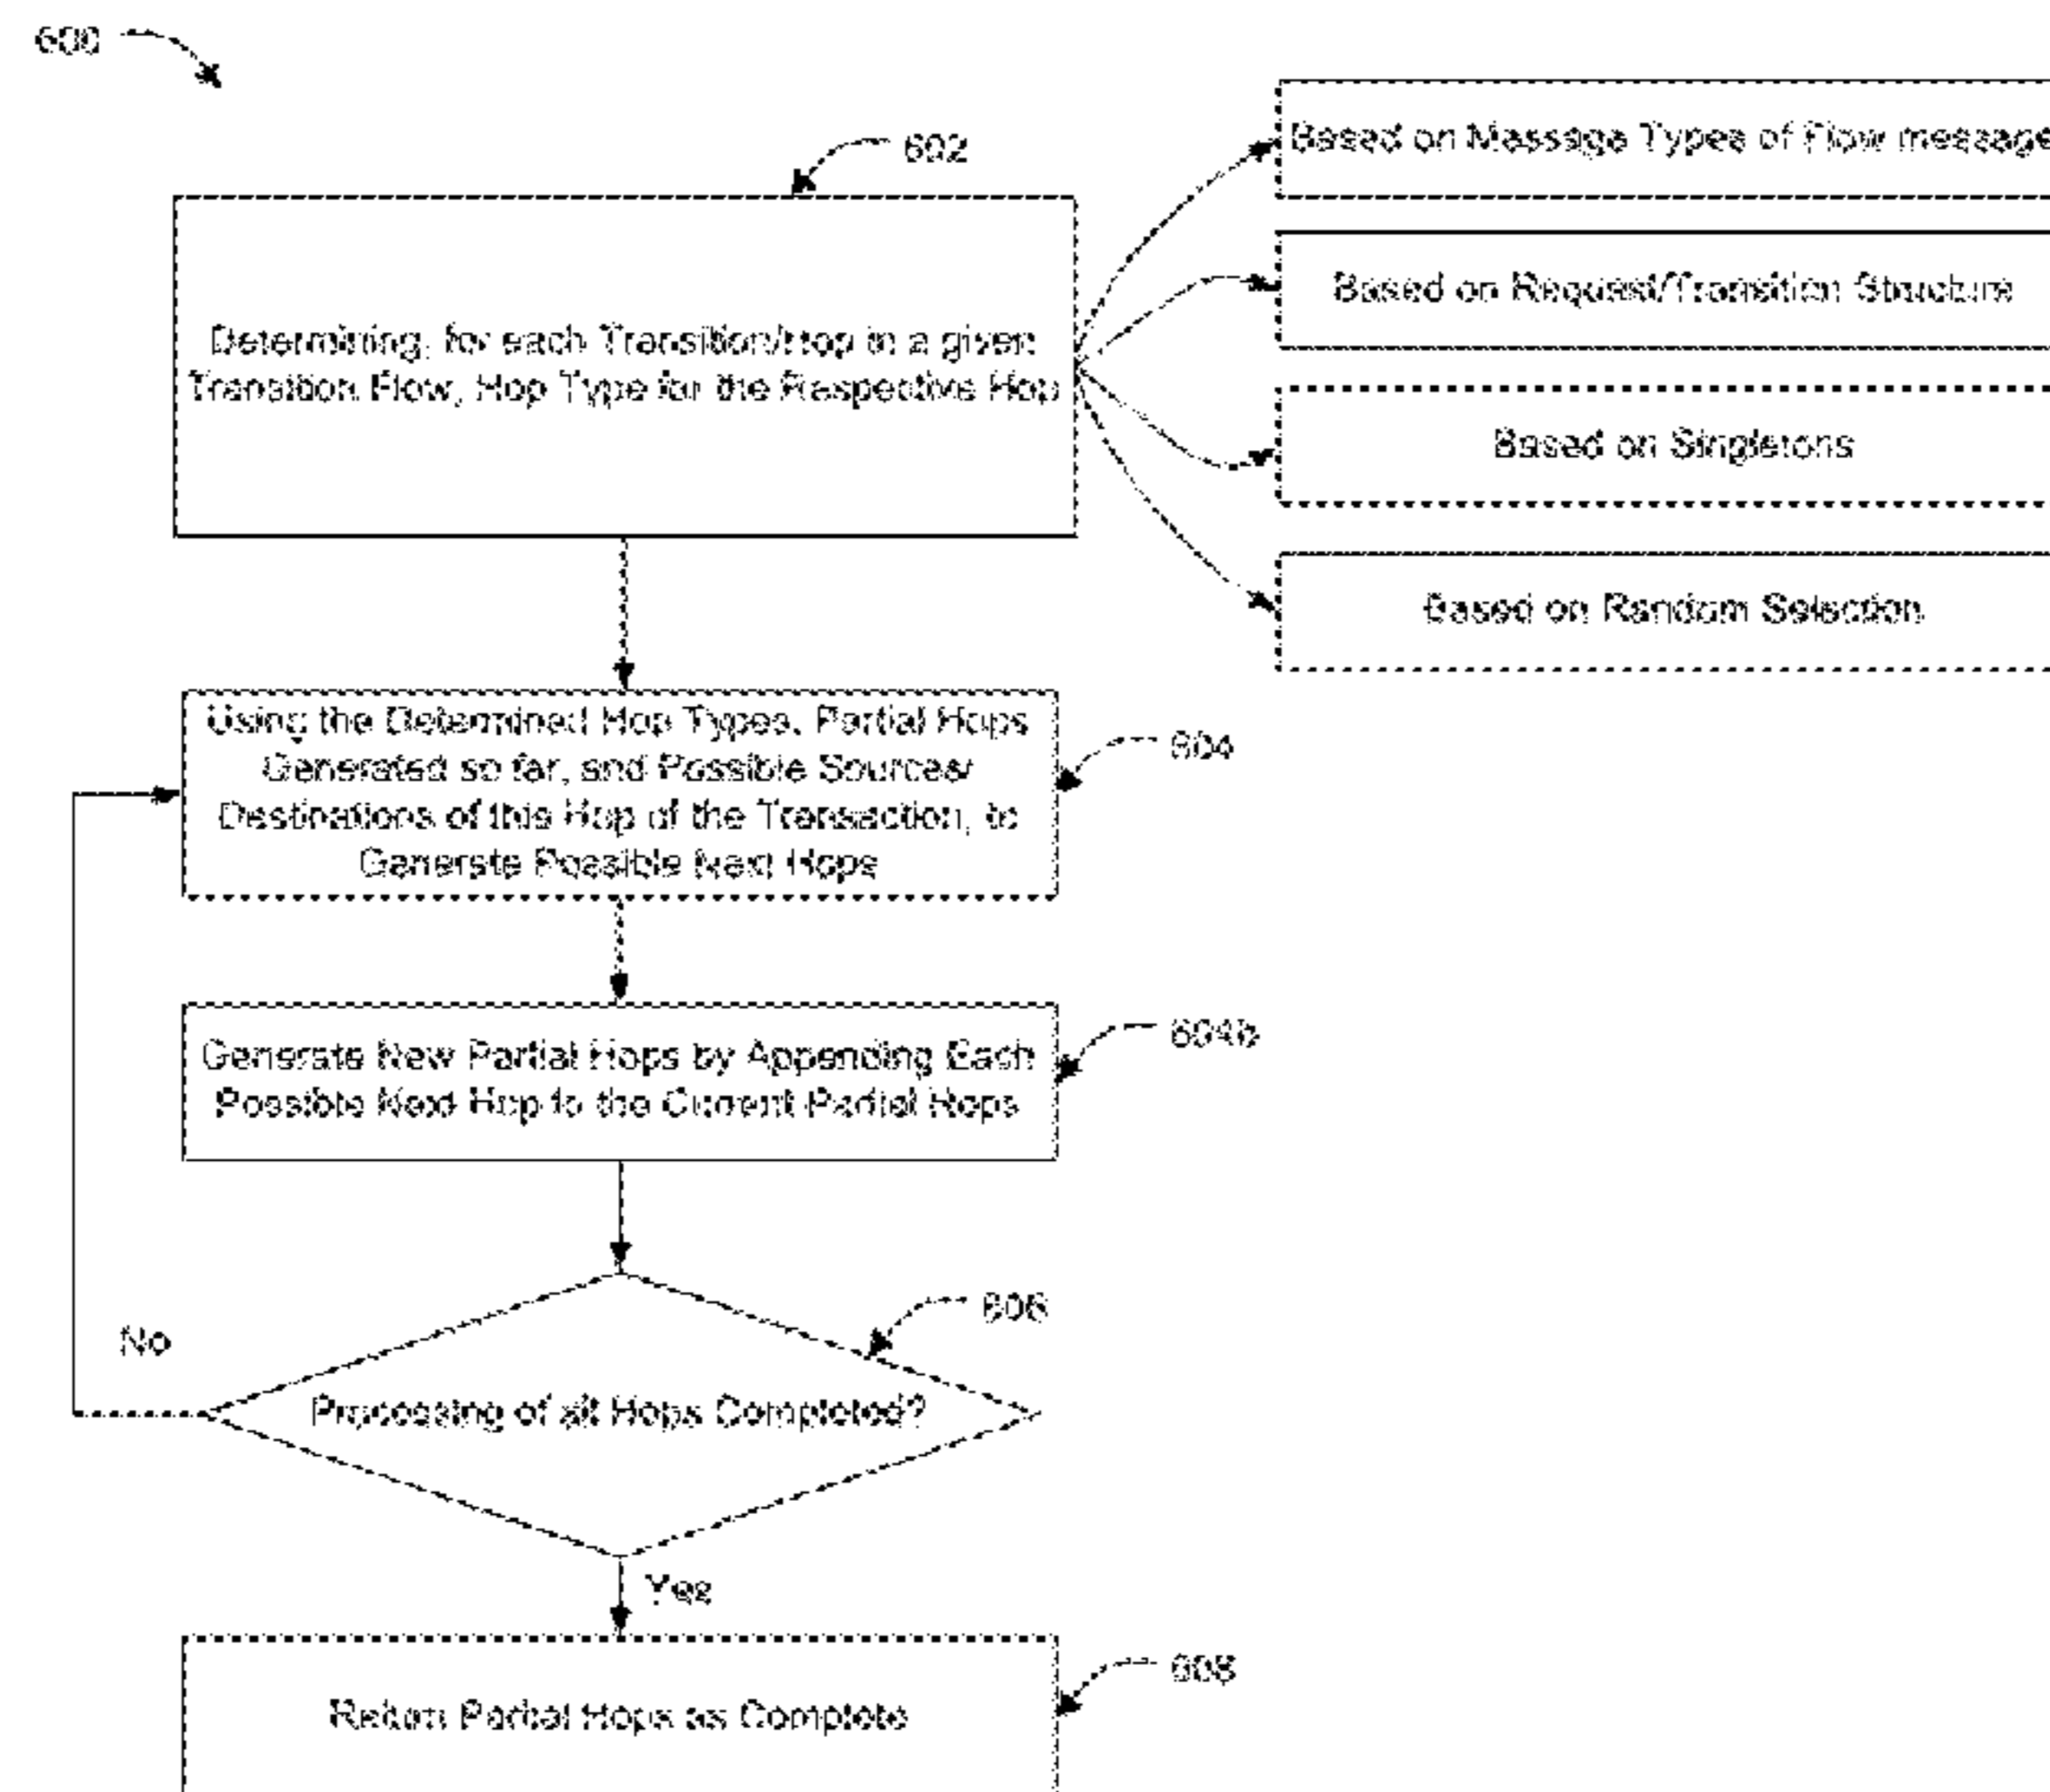 600
602
Based on Message Types of Flow message
Based on Request/Transition Structure
Determining, for each Transition/Hop in a given
Transition Flow, Hop Type for the Respective Hop
Based on Singletons
Based on Random Selection
Using the Determined Hop Types, Partial Hops
Generated so far, and Possible Sources/
Destinations of this Hop of the Transaction, to
Generate Possible Next Hops
604
Generate New Partial Hops by Appending Each
Possible Next Hop to the Current Partial Hops
604b
606
No
Processing of all Hops Completed?
Yes
608
Return Partial Hops as Complete